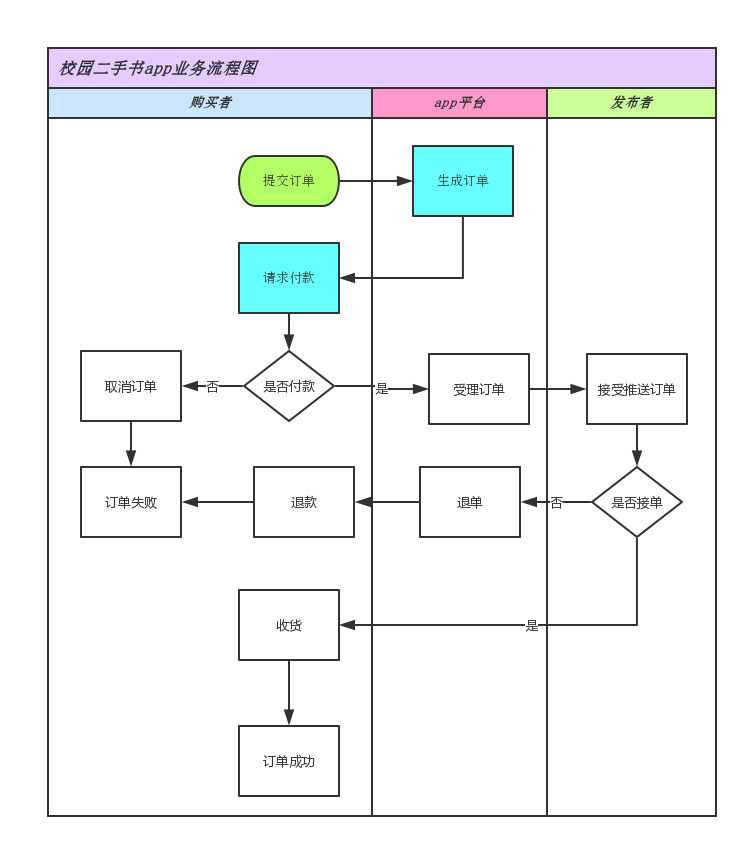 校园二手书app业务流程图
购买者
app平台
发布者
提交订单
生成订单
请求付款
取消订单
否
是否付款
是
受理订单
接受推送订单
订单失败
退款
退单
否
是否接单
收货
是
订单成功